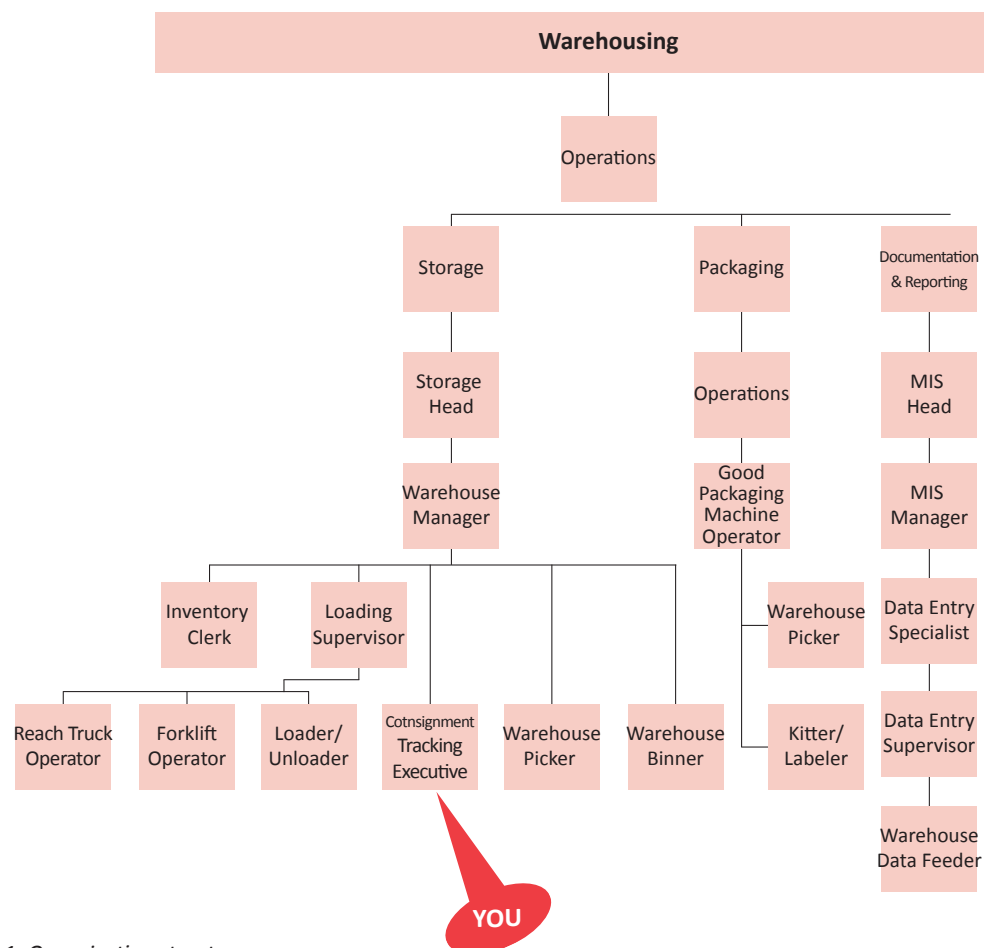 Warehousing
Operations
Storage
Packaging
Documentation
& Reporting
Storage
Head
Operations
MIS
Head
Warehouse
Manager
Good
Packaging
Machine
Operator
MIS
Manager
Inventory
Clerk
Loading
Supervisor
Warehouse
Picker
Data Entry
Specialist
Reach Truck
Operator
Forklift
Operator
Loader/
Unloader
Cotnsignment
Tracking
Executive
Warehouse
Picker
Warehouse
Binner
Kitter/
Labeler
Data Entry
Supervisor
Warehouse
Data Feeder
YOU